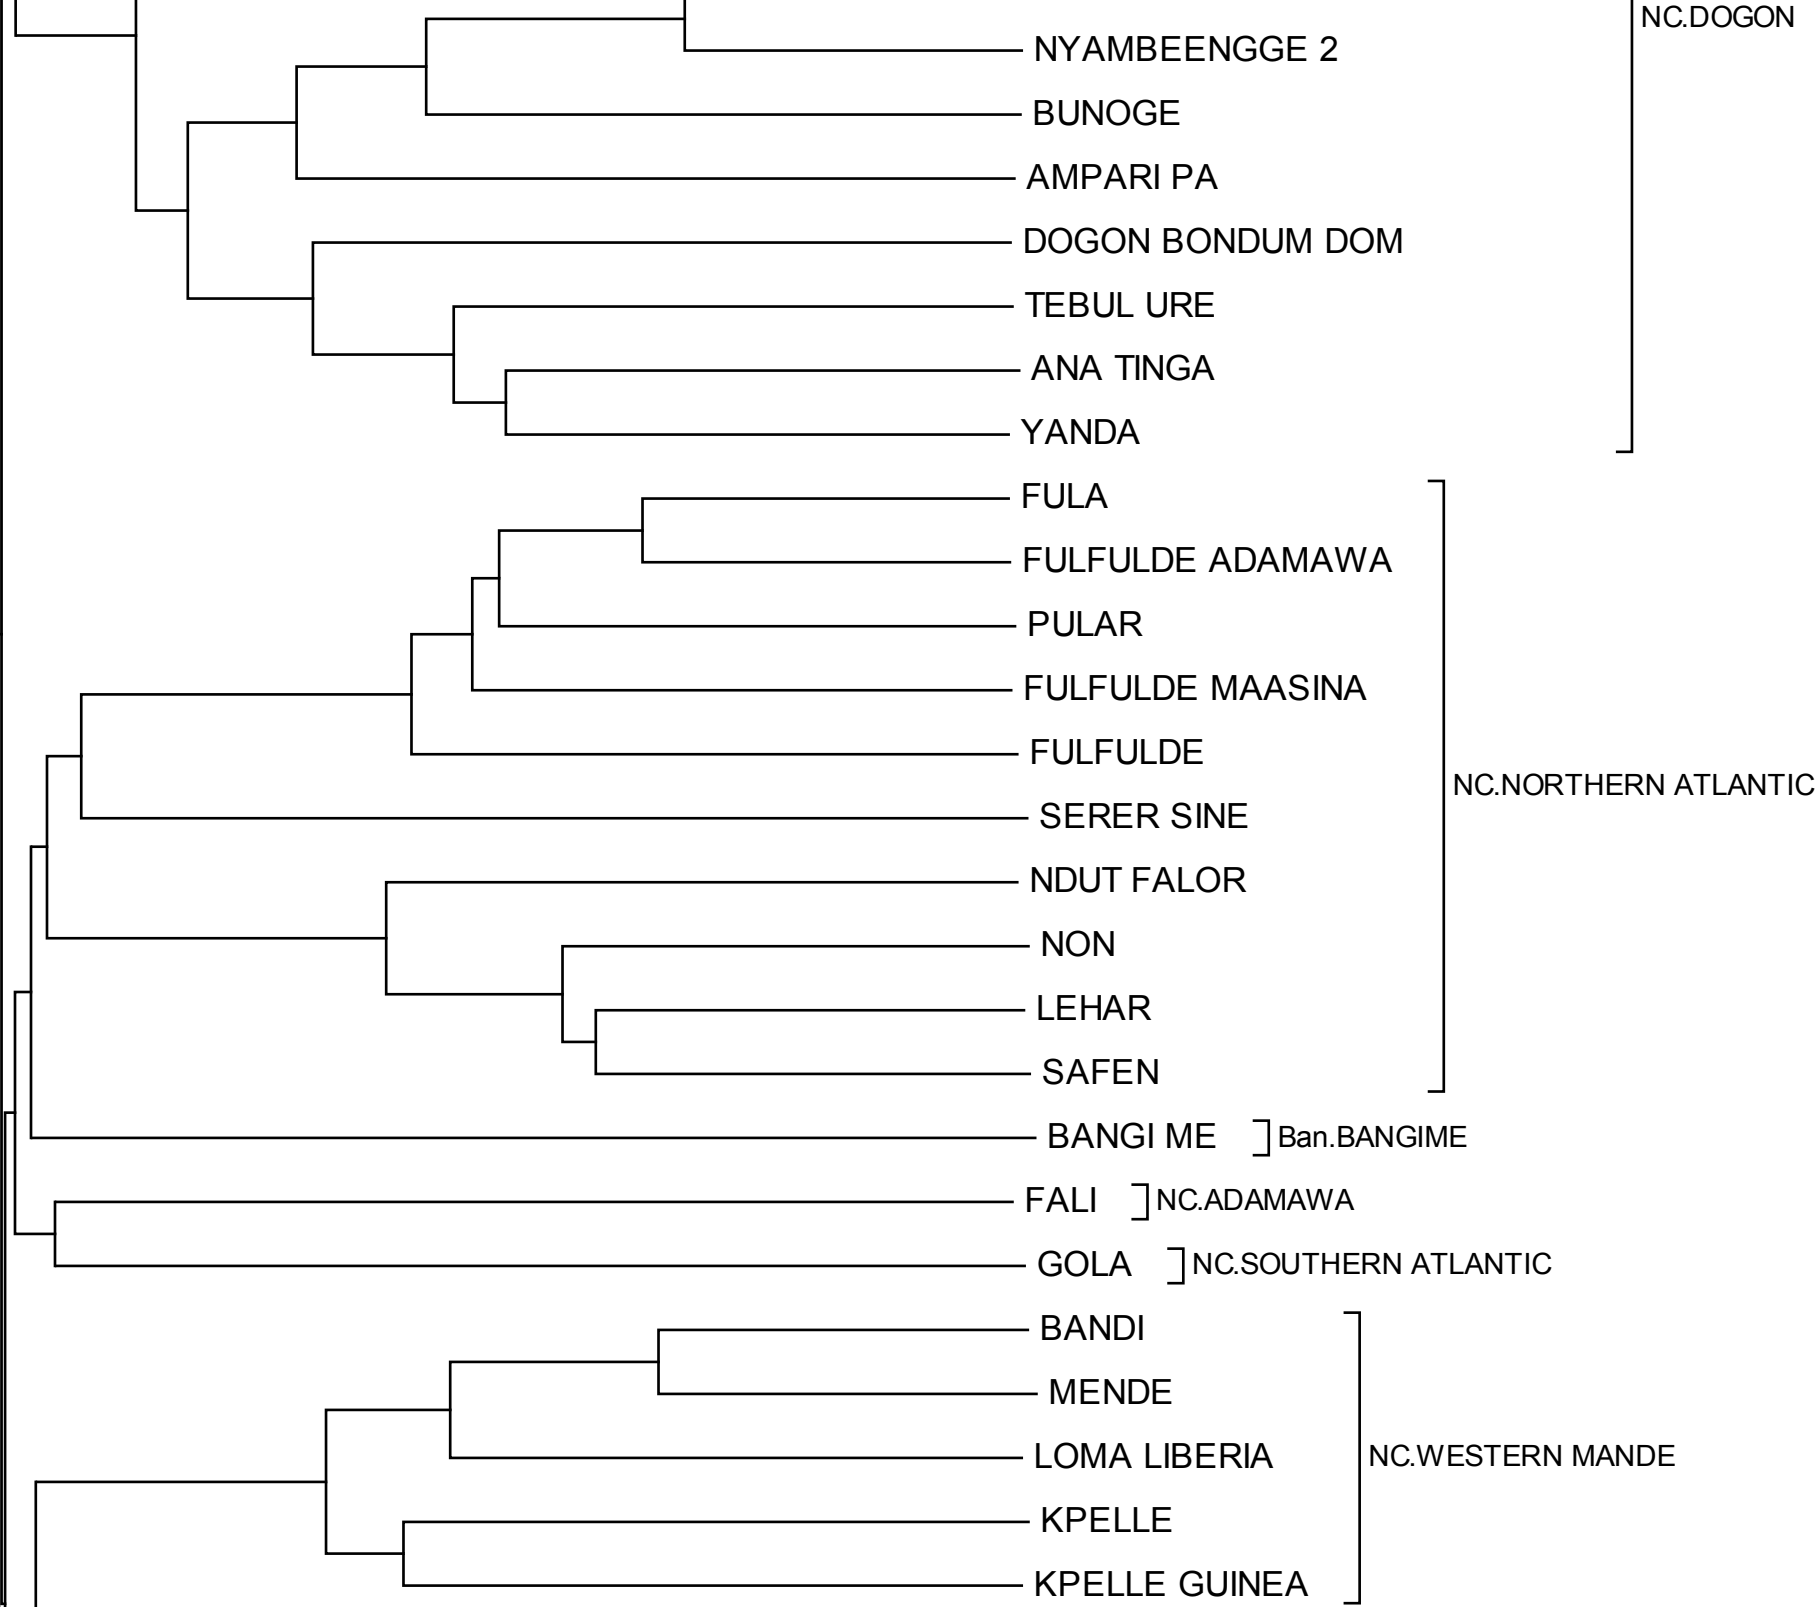 NC.DOGON
NYAMBEENGGE 2
BUNOGE
AMPARI PA
DOGON BONDUM DOM
TEBUL URE
ANA TINGA
YANDA
FULA
FULFULDE ADAMAWA
PULAR
FULFULDE MAASINA
FULFULDE
NC.NORTHERN ATLANTIC
SERER SINE
NDUT FALOR
NON
LEHAR
SAFEN
BANGI ME Ban.BANGIME
FALI NC.ADAMAWA
GOLA NC.SOUTHERN ATLANTIC
BANDI
MENDE
LOMA LIBERIA NC.WESTERN MANDE
KPELLE
KPELLE GUINEA